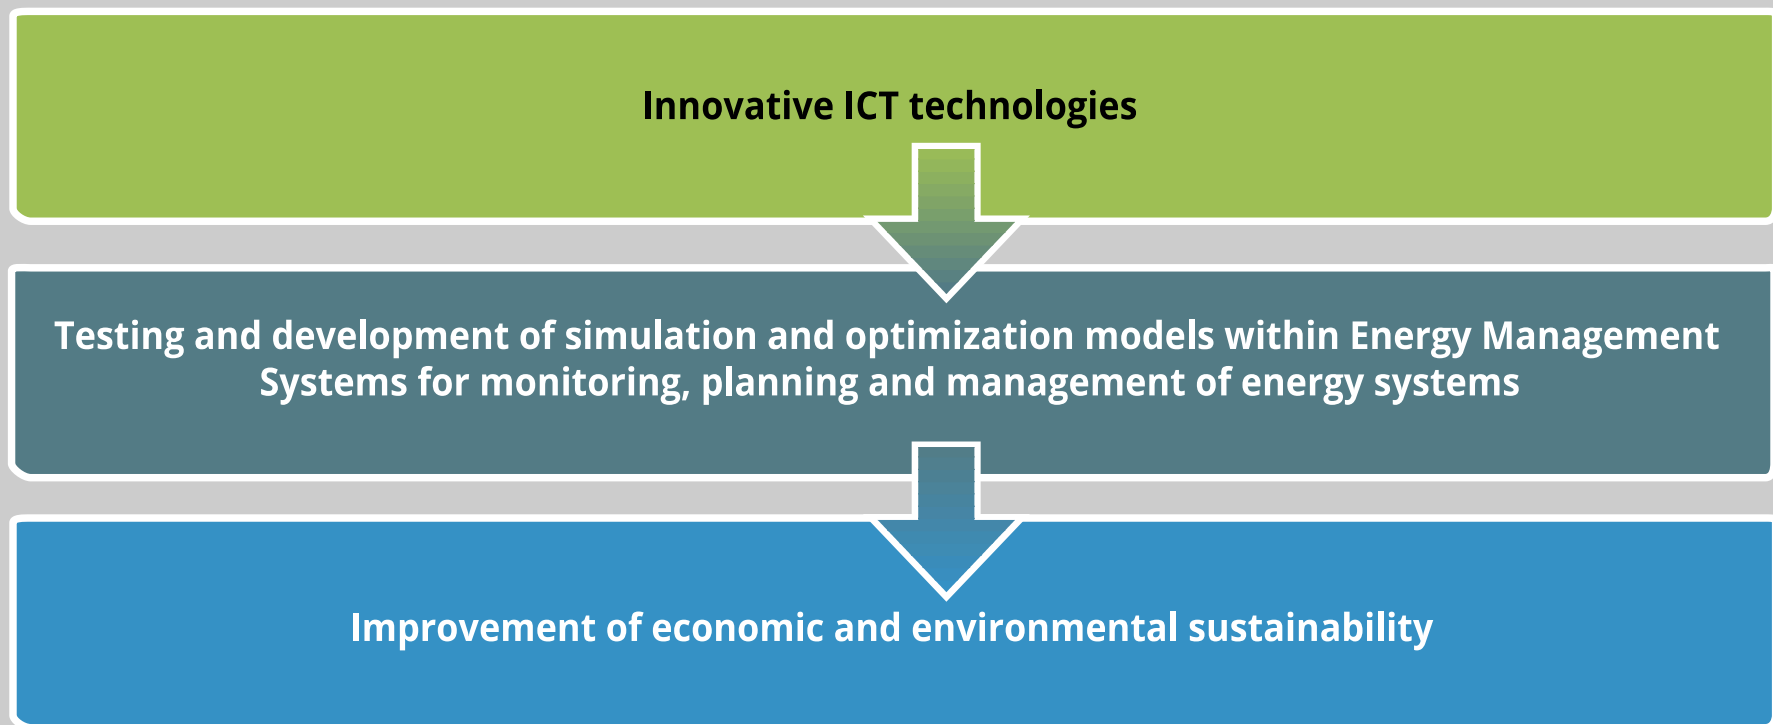 Innovative ICT technologies
Testing and development of simulation and optimization models within Energy Management
Systems for monitoring, planning and management of energy systems
Improvement of economic and environmental sustainability